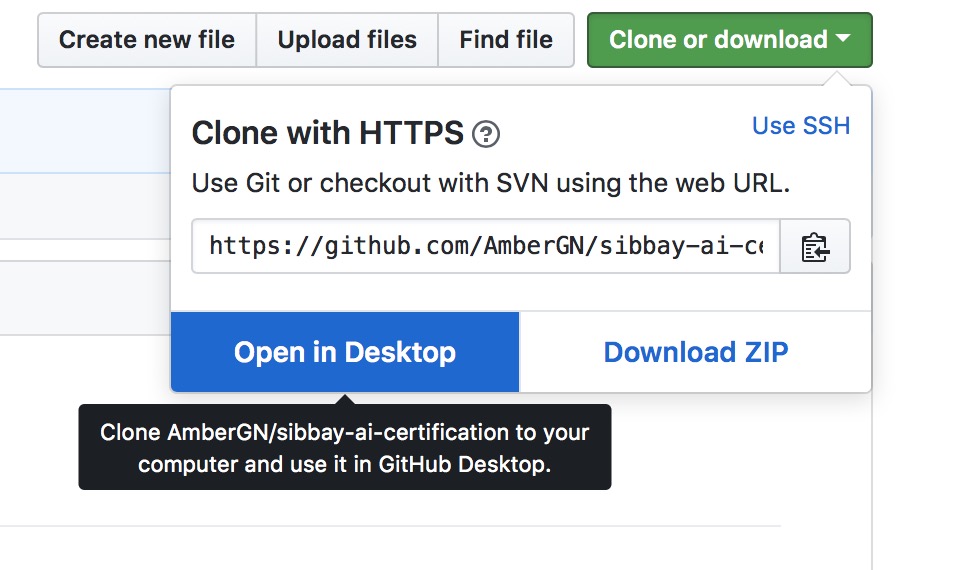 Create new file Upload files Find file Clone or download
Clone with HTTPS ?
Use SSH
Use Git or checkout with SVN using the web URL.
https://github.com/AmberGN/sibbay-ai-ce
Open in Desktop Download ZIP
Clone AmberGN/sibbay-ai-certification to your
computer and use it in GitHub Desktop.